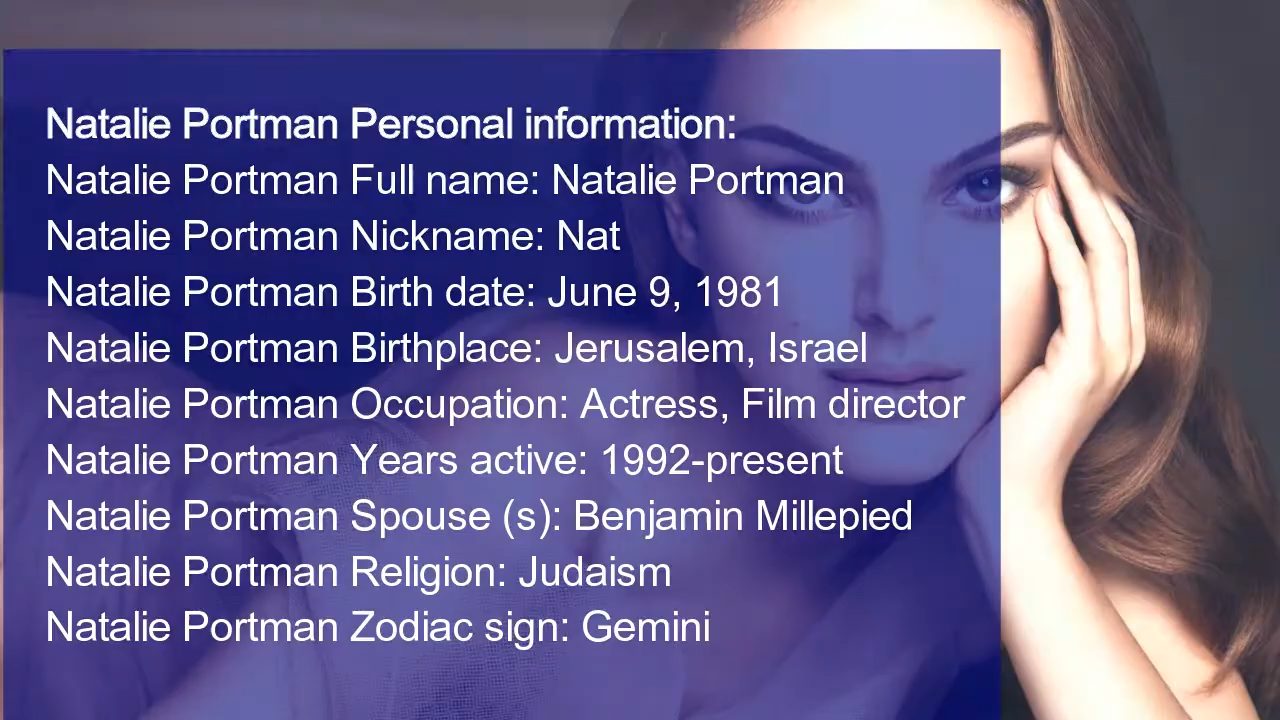 Natalie Portman Personal information:
Natalie Portman Full name: Natalie Portman
Natalie Portman Nickname: Nat
Natalie Portman Birth date: June 9, 1981
Natalie Portman Birthplace: Jerusalem, Israel
Natalie Portman Occupation: Actress, Film director
Natalie Portman Years active: 1992-present
Natalie Portman Spouse (s): Benjamin Millepied
Natalie Portman Religion: Judaism
Natalie Portman Zodiac sign: Gemini